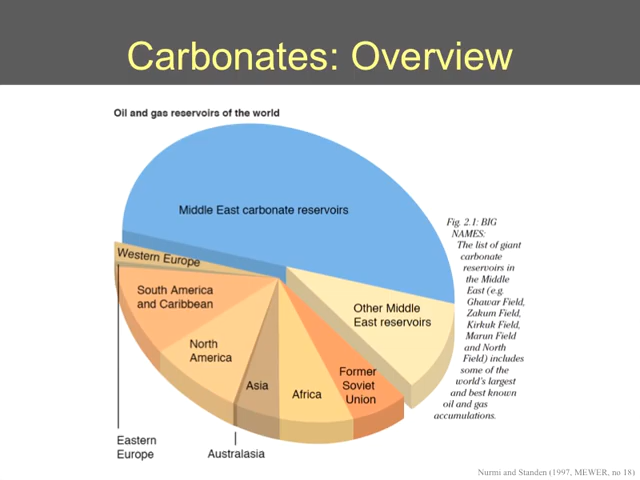 Carbonates: Overview
Oil and gas reservoirs of the world
Middle East carbonate reservoirs
Western Europe
South America
and Caribbean
North
America
Asia
Africa
Former
Soviet
Union
Other Middle
East reservoirs
Eastern
Europe
Australasia
Fig. 2.1: BIG
NAMES:
The list of giant
carbonate
reservoirs in
the Middle
East (e.g.
Ghawar Field,
Zakum Field,
Kirkuk Field,
Marun Field
and North
Field) includes
some of the
world's largest
and best known
oil and gas
accumulations.
Nurmi and Standen (1997, MEWER, no 18)